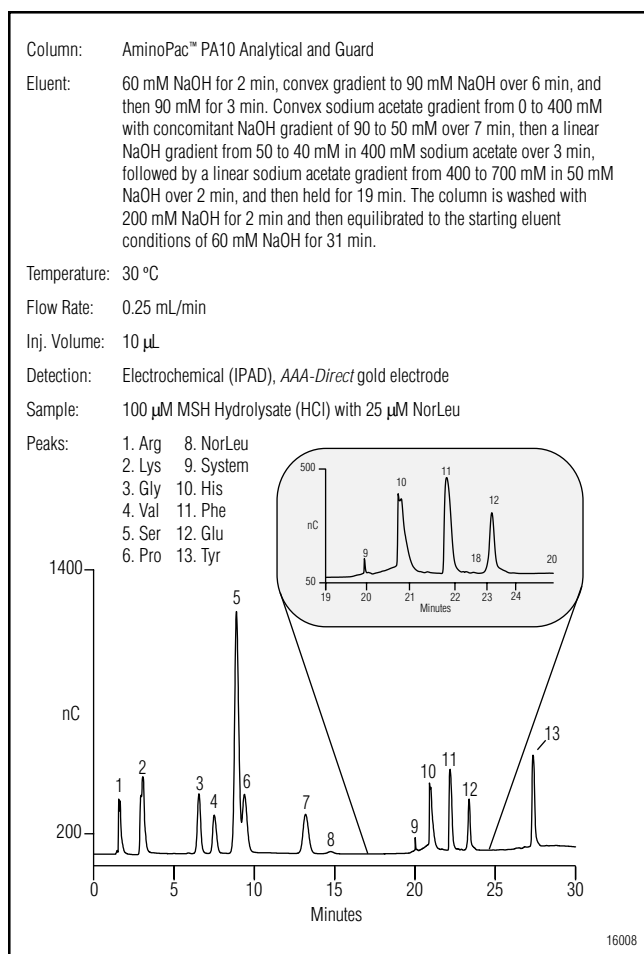 Column: AminoPac™ PA10 Analytical and Guard
Eluent: 60 mM NaOH for 2 min, convex gradient to 90 mM NaOH over 6 min, and
then 90 mM for 3 min. Convex sodium acetate gradient from 0 to 400 mM
with concomitant NaOH gradient of 90 to 50 mM over 7 min, then a linear
NaOH gradient from 50 to 40 mM in 400 mM sodium acetate over 3 min,
followed by a linear sodium acetate gradient from 400 to 700 mM in 50 mM
NaOH over 2 min, and then held for 19 min. The column is washed with
200 mM NaOH for 2 min and then equilibrated to the starting eluent
conditions of 60 mM NaOH for 31 min.
Temperature: 30 ºC
Flow Rate: 0.25 mL/min
Inj. Volume: 10 µL
Detection: Electrochemical (IPAD), AAA-Direct gold electrode
Sample: 100 µM MSH Hydrolysate (HCl) with 25 µM NorLeu
Peaks: 1. Arg 8. NorLeu
2. Lys 9. System
3. Gly 10. His
4. Val 11. Phe
5. Ser 12. Glu
6. Pro 13. Tyr
500
10
11
12
nC
9
18
20
50
19 20 21 22 23 24
Minutes
1400
5
nC
13
1
2
3
4
6
7
8
9
10
11
12
200
0 5 10 15 20 25 30
Minutes
16008